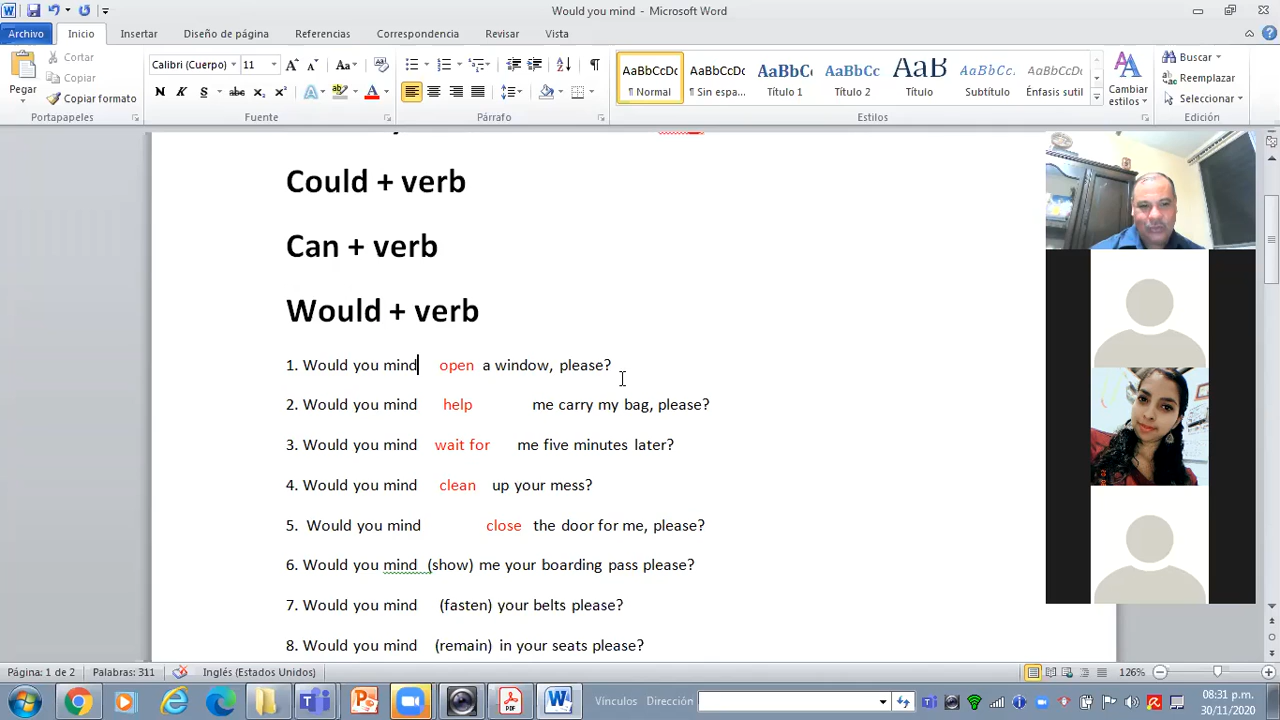 Would you mind - Microsoft Word
Archivo Inicio Insertar Diseño de página Referencias Correspondencia Revisar Vista
Pegar
Cortar
Copiar
Copiar formato
Portapapeles
Calibri (Cuerpo) 11
N K S abc x₂ x² A A
Fuente
Párrafo
AaBbCcDc AaBbCcDc AaBbC AaBbCc AaB AaBbCc. AaBbCcDc
¶ Normal ¶ Sin espa... Título 1 Título 2 Título Subtítulo Énfasis sutil
Cambiar estilos
Estilos
Buscar
Reemplazar
Seleccionar
Edición
Could + verb
Can + verb
Would + verb
1. Would you mind open a window, please?
2. Would you mind help me carry my bag, please?
3. Would you mind wait for me five minutes later?
4. Would you mind clean up your mess?
5. Would you mind close the door for me, please?
6. Would you mind (show) me your boarding pass please?
7. Would you mind (fasten) your belts please?
8. Would you mind (remain) in your seats please?
Página: 1 de 2 Palabras: 311 Inglés (Estados Unidos) 126%
Vínculos Dirección
08:31 p.m.
30/11/2020